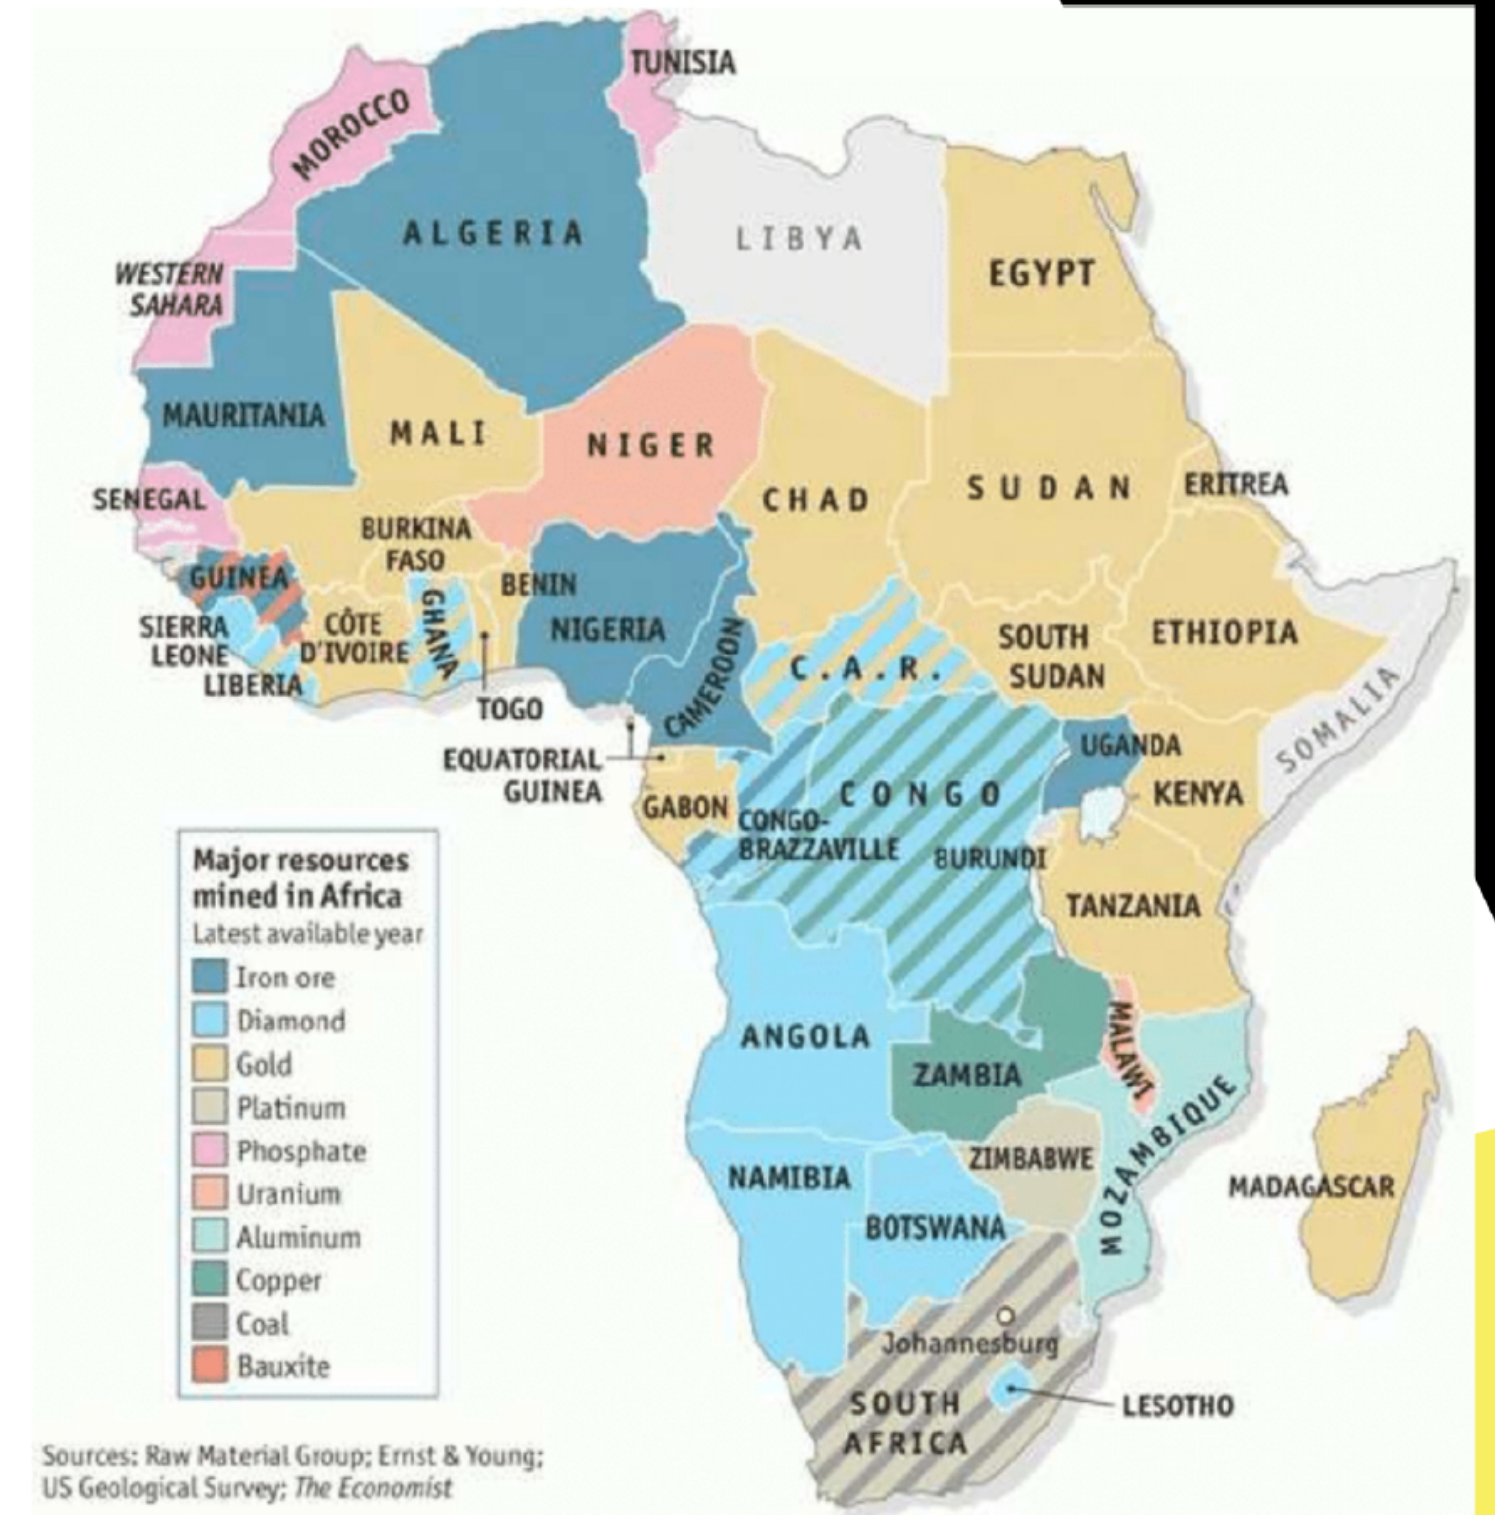 TUNISIA
MOROCCO
ALGERIA
LIBYA
EGYPT
WESTERN
SAHARA
MAURITANIA
MALI
NIGER
CHAD
SUDAN
ERITREA
SENEGAL
BURKINA
FASO
GUINEA
BENIN
NIGERIA
SIERRA
LEONE
CÔTE
D'IVOIRE
GHANA
LIBERIA
TOGO
CAMEROON
C.A.R.
SOUTH
SUDAN
ETHIOPIA
SOMALIA
EQUATORIAL
GUINEA
GABON
CONGO-
BRAZZAVILLE
CONGO
UGANDA
KENYA
BURUNDI
TANZANIA
ANGOLA
ZAMBIA
MALAWI
MOZAMBIQUE
ZIMBABWE
NAMIBIA
BOTSWANA
MADAGASCAR
Johannesburg
SOUTH
AFRICA
LESOTHO
Major resources
mined in Africa
Latest available year
Iron ore
Diamond
Gold
Platinum
Phosphate
Uranium
Aluminum
Copper
Coal
Bauxite
Sources: Raw Material Group; Ernst & Young;
US Geological Survey; The Economist